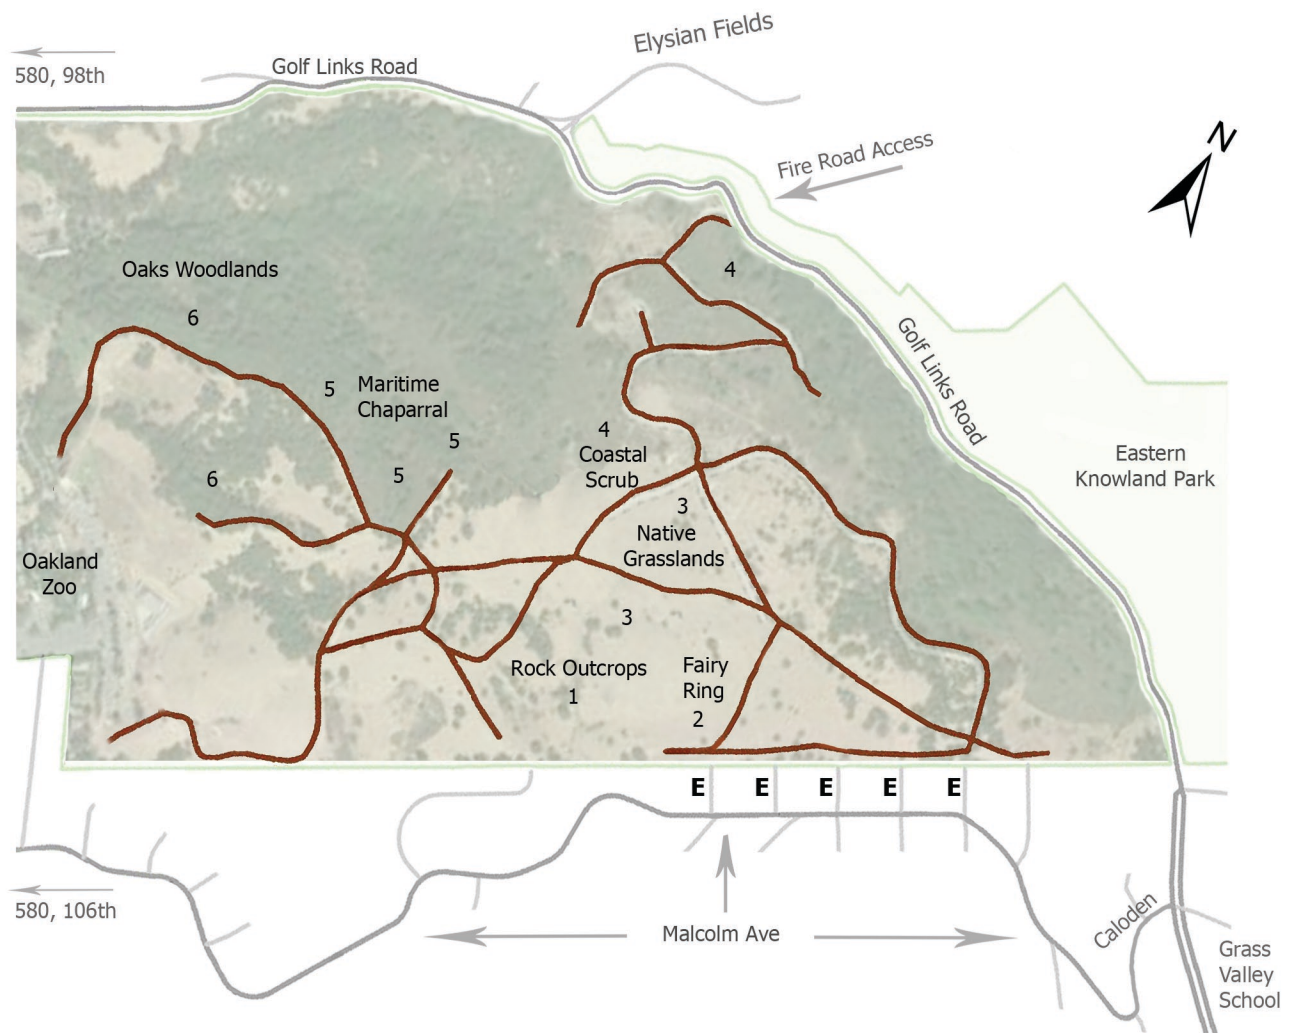 Elysian Fields
Golf Links Road
580, 98th
N
Fire Road Access
Oaks Woodlands
6
4
Golf Links Road
5
Maritime
Chaparral
5
5
4
Coastal
Scrub
Eastern
Knowland Park
6
3
Native
Grasslands
Oakland
Zoo
3
Rock Outcrops
1
Fairy
Ring
2
E
E
E
E
E
580, 106th
Malcolm Ave
Caloden
Grass
Valley
School